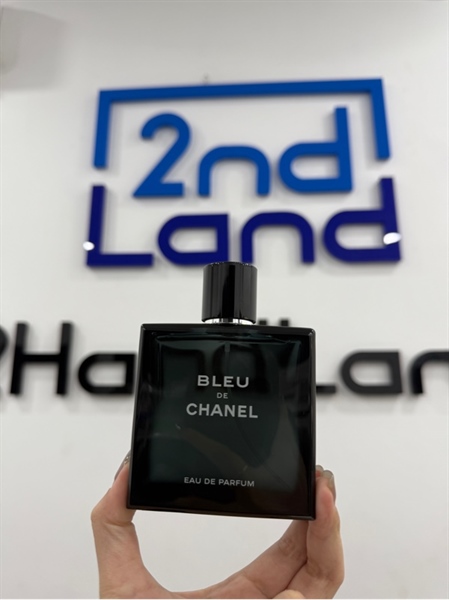 2nd
Land
BLEU
DE
CHANEL
EAU DE PARFUM